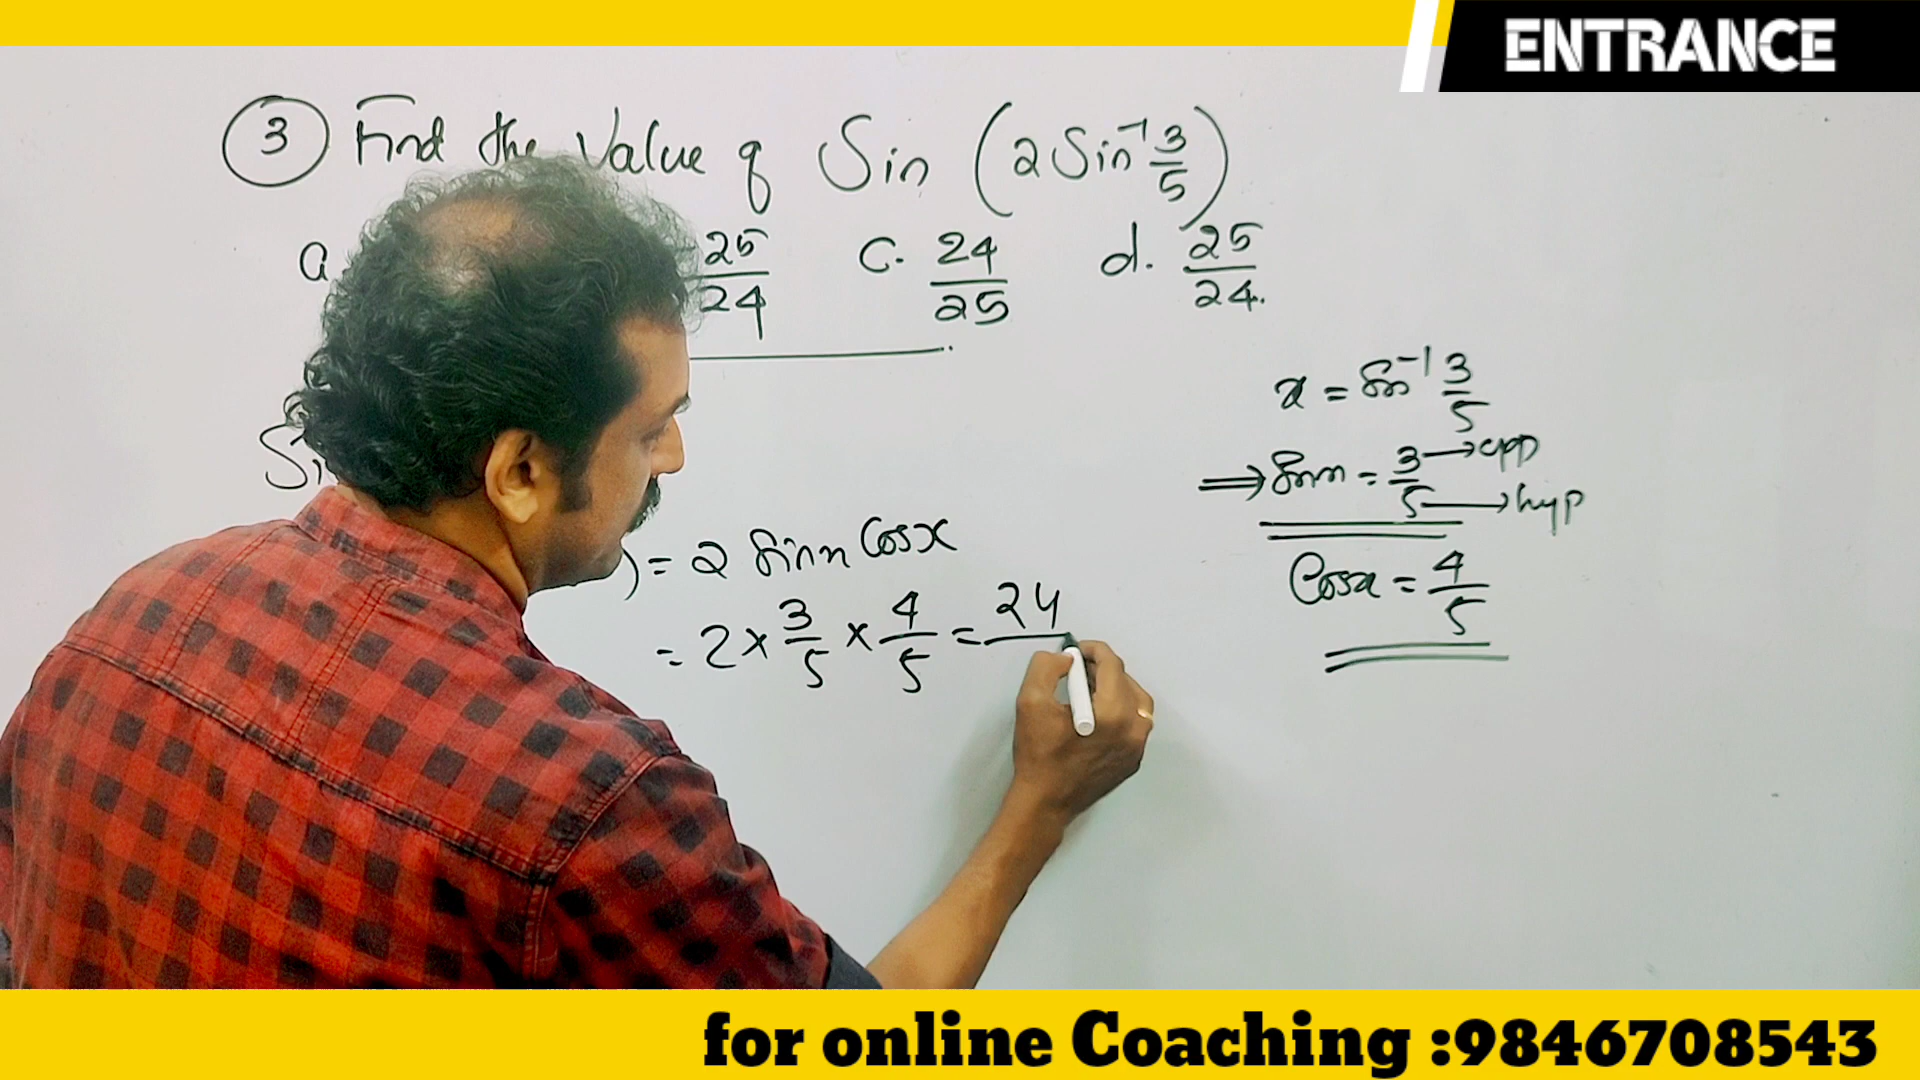 ENTRANCE
3 Find the Value of Sin (2 Sin⁻¹ 3/5)
a. -25/24 c. 24/25 d. 25/24.
x = Sin⁻¹ 3/5
Si
⇒ Sinx = 3/5 → opp → hyp
) = 2 Sinx Cosx
Cosx = 4/5
= 2 × 3/5 × 4/5 = 24
for online Coaching :9846708543